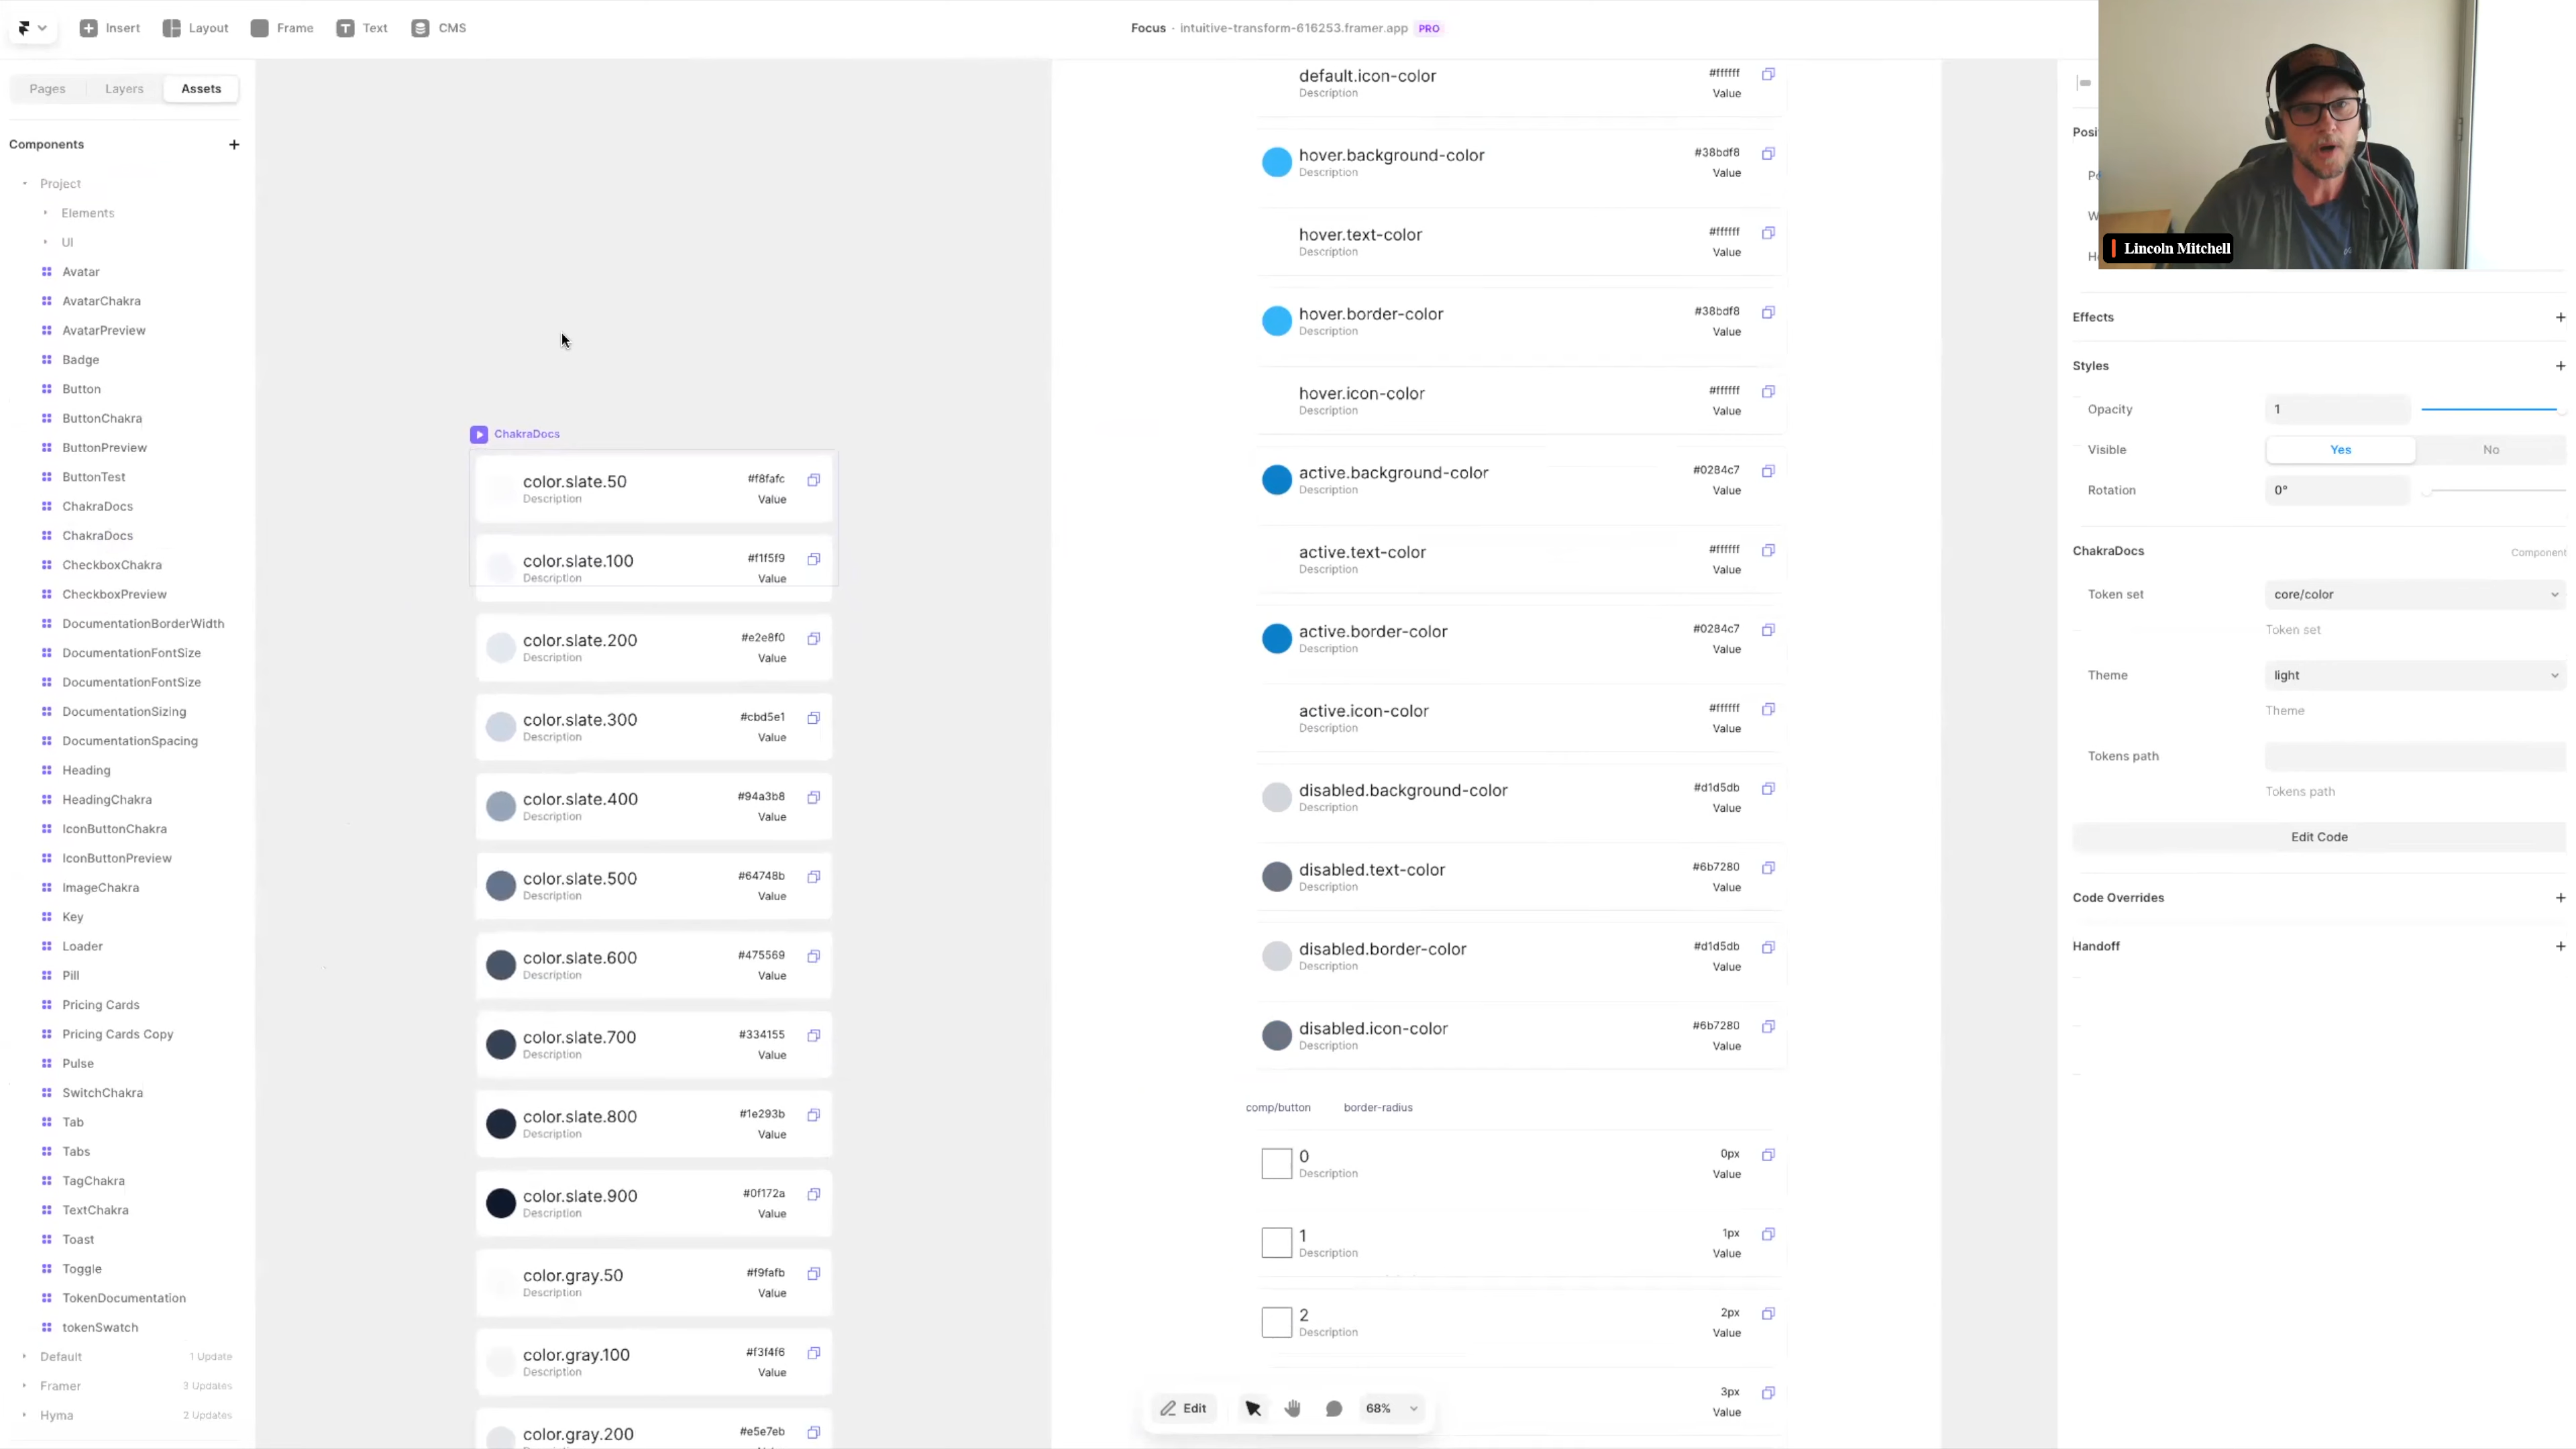 Insert
Layout
Frame
Text
CMS
Focus · intuitive-transform-616253.framer.app PRO
Pages
Layers
Assets
Components
Project
Elements
UI
Avatar
AvatarChakra
AvatarPreview
Badge
Button
ButtonChakra
ButtonPreview
ButtonTest
ChakraDocs
ChakraDocs
CheckboxChakra
CheckboxPreview
DocumentationBorderWidth
DocumentationFontSize
DocumentationFontSize
DocumentationSizing
DocumentationSpacing
Heading
HeadingChakra
IconButtonChakra
IconButtonPreview
ImageChakra
Key
Loader
Pill
Pricing Cards
Pricing Cards Copy
Pulse
SwitchChakra
Tab
Tabs
TagChakra
TextChakra
Toast
Toggle
TokenDocumentation
tokenSwatch
Default 1 Update
Framer 3 Updates
Hyma 2 Updates
ChakraDocs
color.slate.50 #f8fafc
Description Value
color.slate.100 #f1f5f9
Description Value
color.slate.200 #e2e8f0
Description Value
color.slate.300 #cbd5e1
Description Value
color.slate.400 #94a3b8
Description Value
color.slate.500 #64748b
Description Value
color.slate.600 #475569
Description Value
color.slate.700 #334155
Description Value
color.slate.800 #1e293b
Description Value
color.slate.900 #0f172a
Description Value
color.gray.50 #f9fafb
Description Value
color.gray.100 #f3f4f6
Description Value
color.gray.200 #e5e7eb
default.icon-color #ffffff
Description Value
hover.background-color #38bdf8
Description Value
hover.text-color #ffffff
Description Value
hover.border-color #38bdf8
Description Value
hover.icon-color #ffffff
Description Value
active.background-color #0284c7
Description Value
active.text-color #ffffff
Description Value
active.border-color #0284c7
Description Value
active.icon-color #ffffff
Description Value
disabled.background-color #d1d5db
Description Value
disabled.text-color #6b7280
Description Value
disabled.border-color #d1d5db
Description Value
disabled.icon-color #6b7280
Description Value
comp/button border-radius
0 0px
Description Value
1 1px
Description Value
2 2px
Description Value
3px
Value
Edit
68%
Lincoln Mitchell
Effects
Styles
Opacity 1
Visible Yes No
Rotation 0°
ChakraDocs Component
Token set core/color
Token set
Theme light
Theme
Tokens path
Tokens path
Edit Code
Code Overrides
Handoff